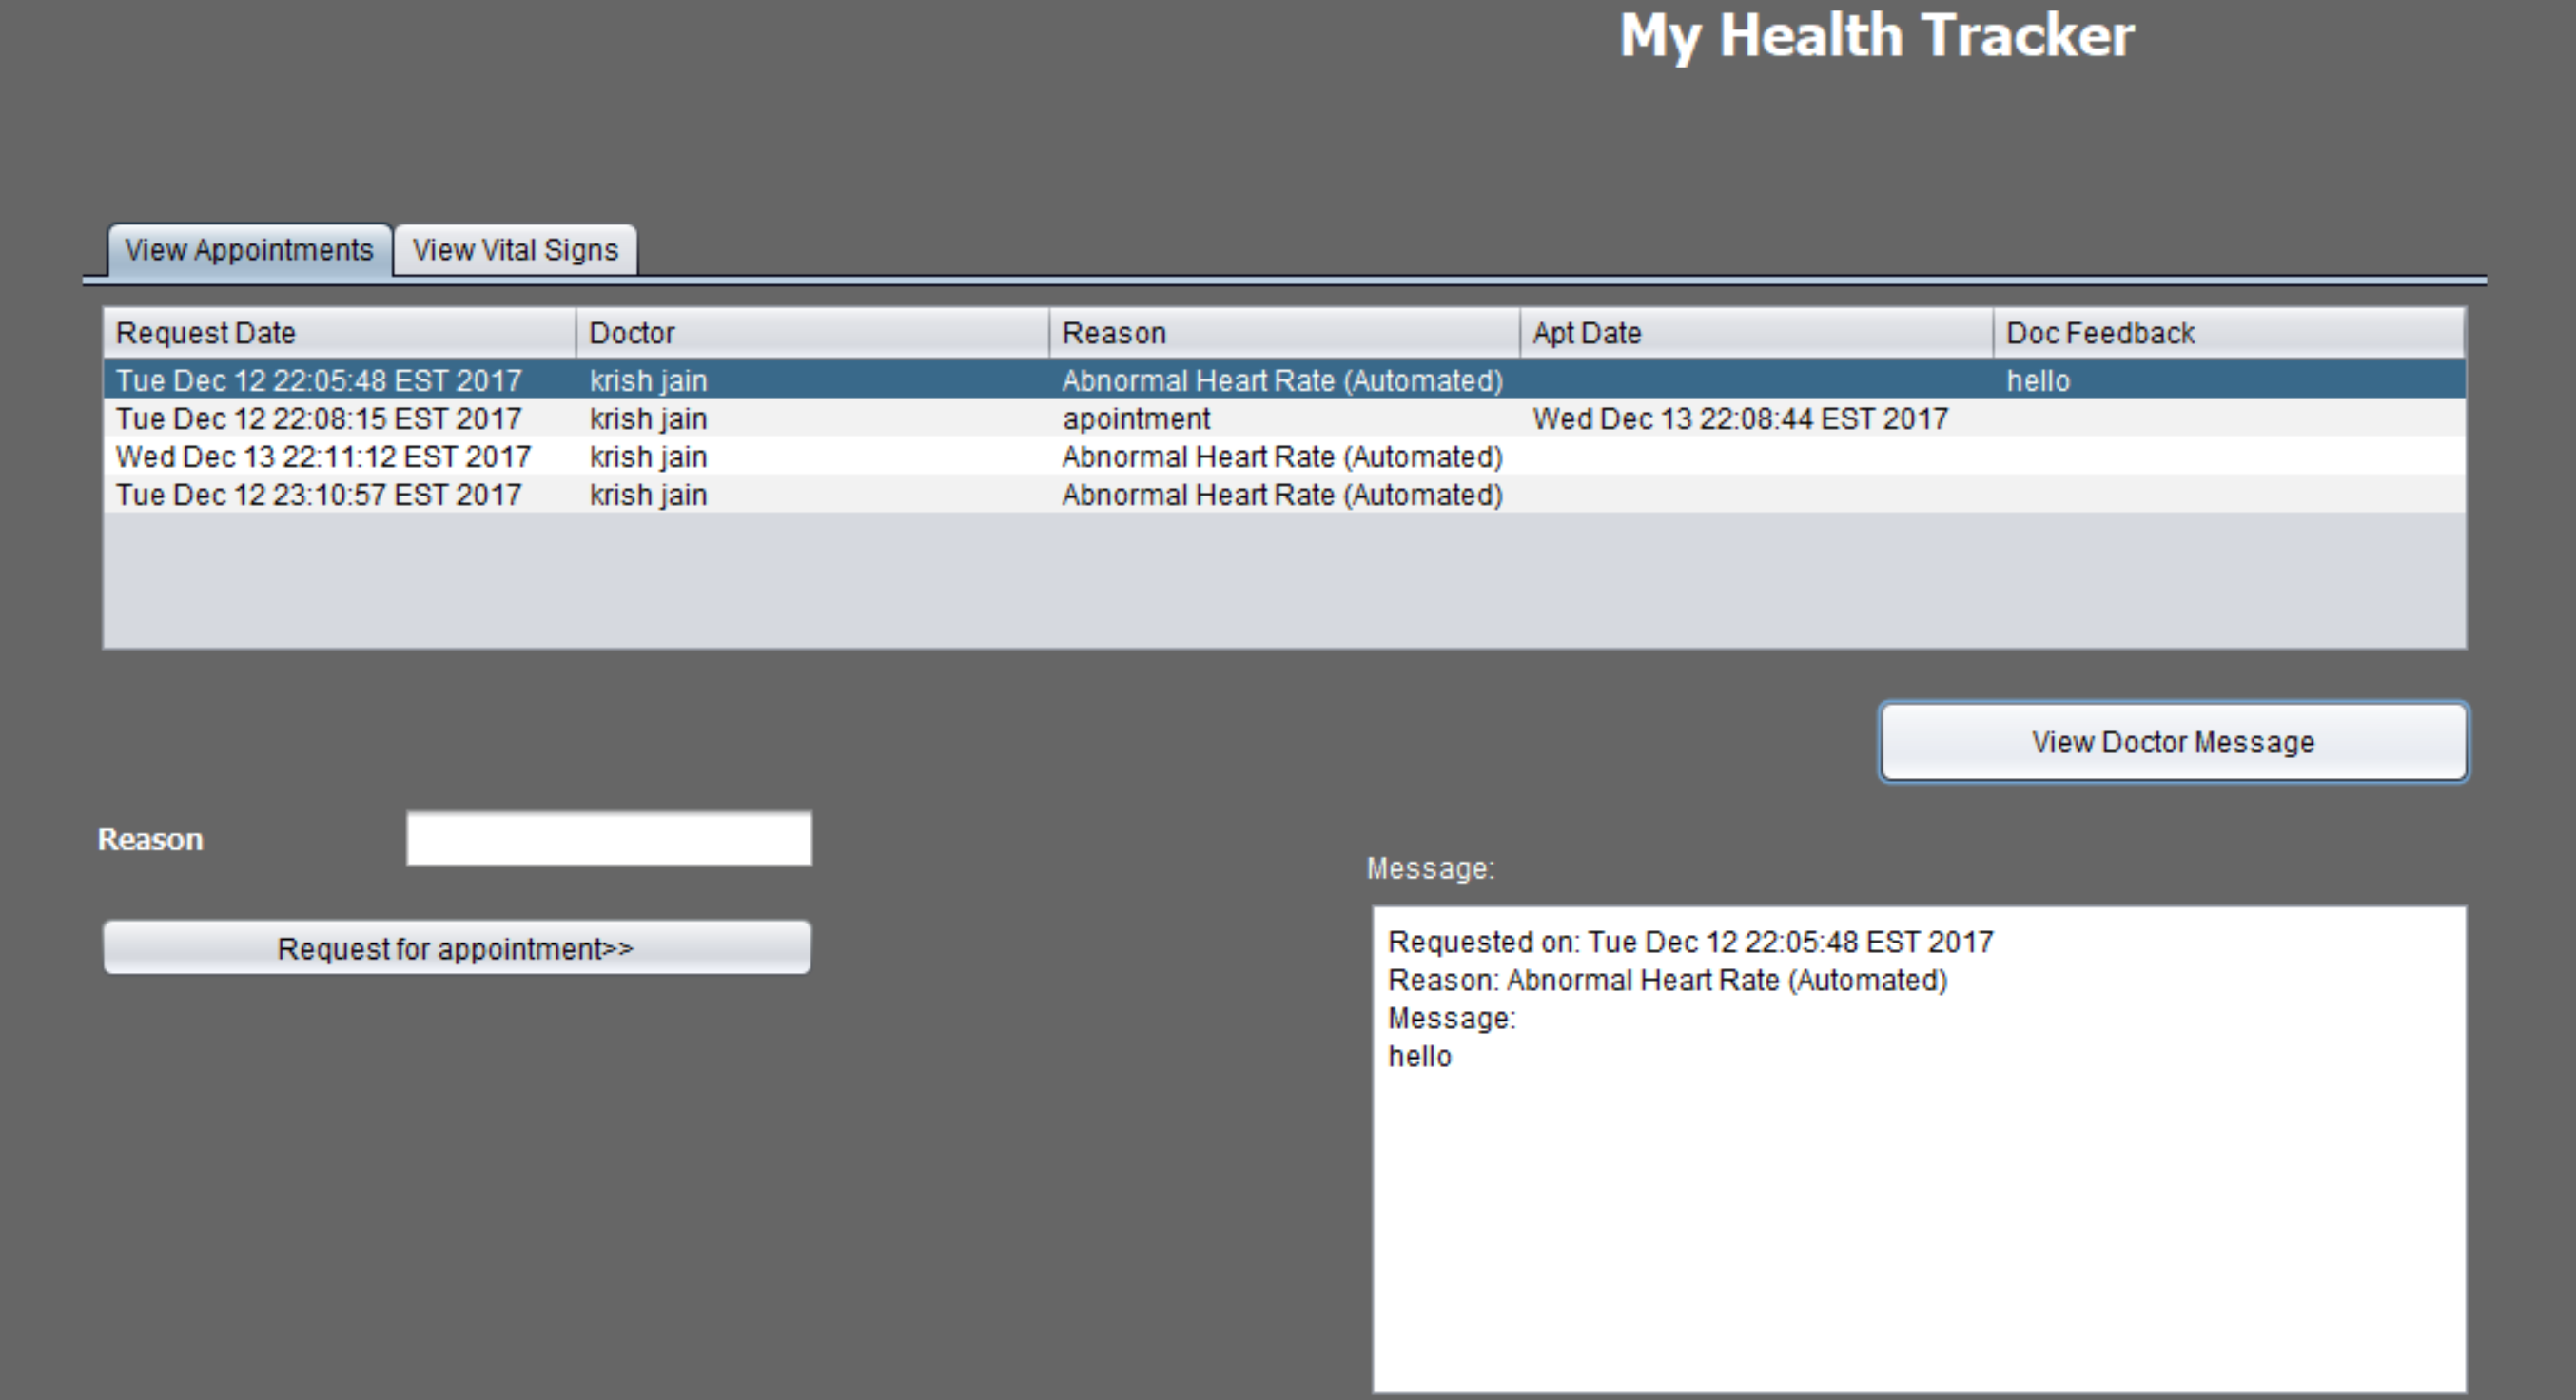 My Health Tracker
View Appointments View Vital Signs
Request Date Doctor Reason Apt Date Doc Feedback
Tue Dec 12 22:05:48 EST 2017 krish jain Abnormal Heart Rate (Automated) hello
Tue Dec 12 22:08:15 EST 2017 krish jain apointment Wed Dec 13 22:08:44 EST 2017
Wed Dec 13 22:11:12 EST 2017 krish jain Abnormal Heart Rate (Automated)
Tue Dec 12 23:10:57 EST 2017 krish jain Abnormal Heart Rate (Automated)
View Doctor Message
Reason
Request for appointment>>
Message:
Requested on: Tue Dec 12 22:05:48 EST 2017
Reason: Abnormal Heart Rate (Automated)
Message:
hello